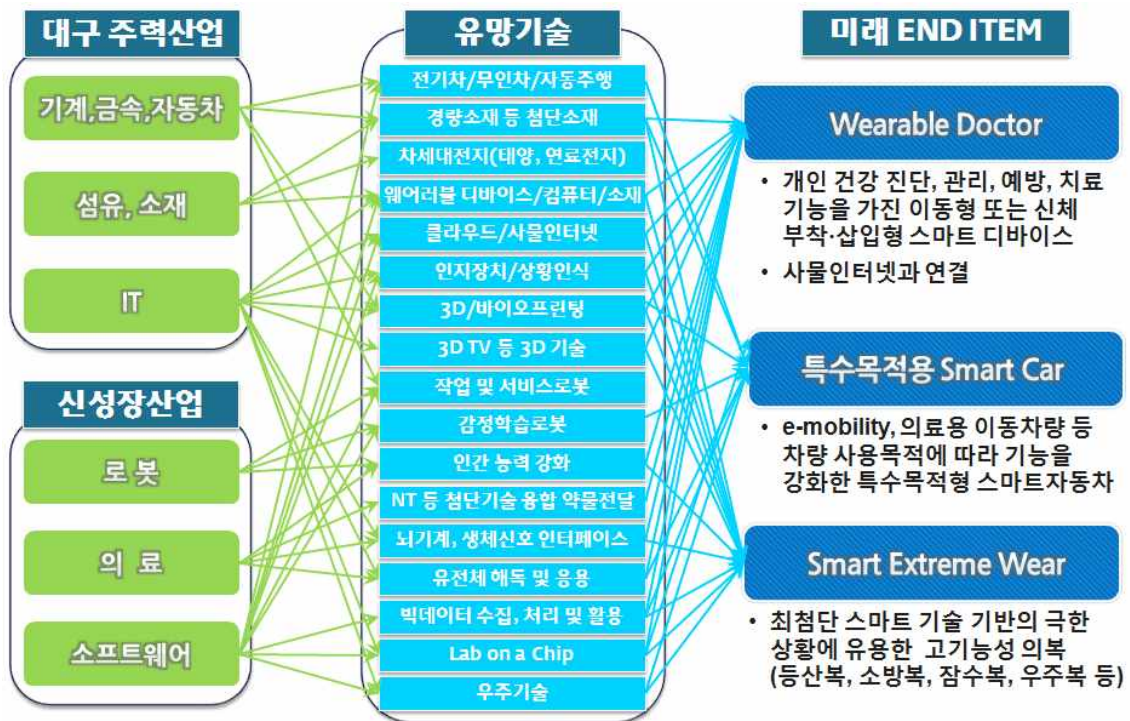 대구 주력산업
기계,금속,자동차
섬유, 소재
IT
신성장산업
로 봇
의 료
소프트웨어
유망기술
전기차/무인차/자동주행
경량소재 등 첨단소재
차세대전지(태양, 연료전지)
웨어러블 디바이스/컴퓨터/소재
클라우드/사물인터넷
인지장치/상황인식
3D/바이오프린팅
3D TV 등 3D 기술
작업 및 서비스로봇
감정학습로봇
인간 능력 강화
NT 등 첨단기술 융합 약물전달
뇌기계, 생체신호 인터페이스
유전체 해독 및 응용
빅데이터 수집, 처리 및 활용
Lab on a Chip
우주기술
미래 END ITEM
Wearable Doctor
• 개인 건강 진단, 관리, 예방, 치료
기능을 가진 이동형 또는 신체
부착·삽입형 스마트 디바이스
• 사물인터넷과 연결
특수목적용 Smart Car
• e-mobility, 의료용 이동차량 등
차량 사용목적에 따라 기능을
강화한 특수목적형 스마트자동차
Smart Extreme Wear
• 최첨단 스마트 기술 기반의 극한
상황에 유용한 고기능성 의복
(등산복, 소방복, 잠수복, 우주복 등)